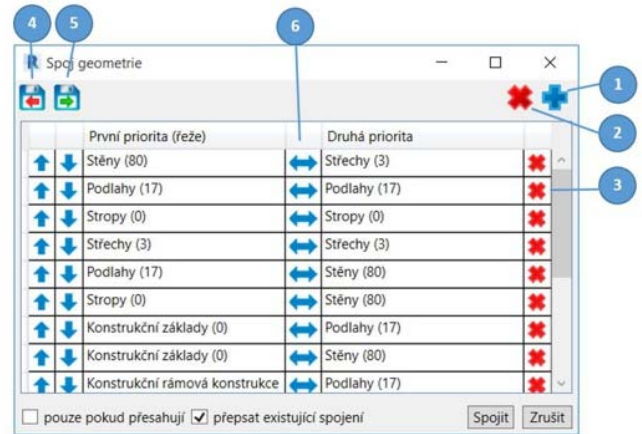 4 5 6
R Spoj geometrie
1
2
První priorita (řeže) Druhá priorita
Stěny (80) Střechy (3)
3
Podlahy (17) Podlahy (17)
Stropy (0) Stropy (0)
Střechy (3) Střechy (3)
Podlahy (17) Stěny (80)
Stropy (0) Stěny (80)
Konstrukční základy (0) Podlahy (17)
Konstrukční základy (0) Stěny (80)
Konstrukční rámová konstrukce Podlahy (17)
pouze pokud přesahují přepsat existující spojení Spojit Zrušit